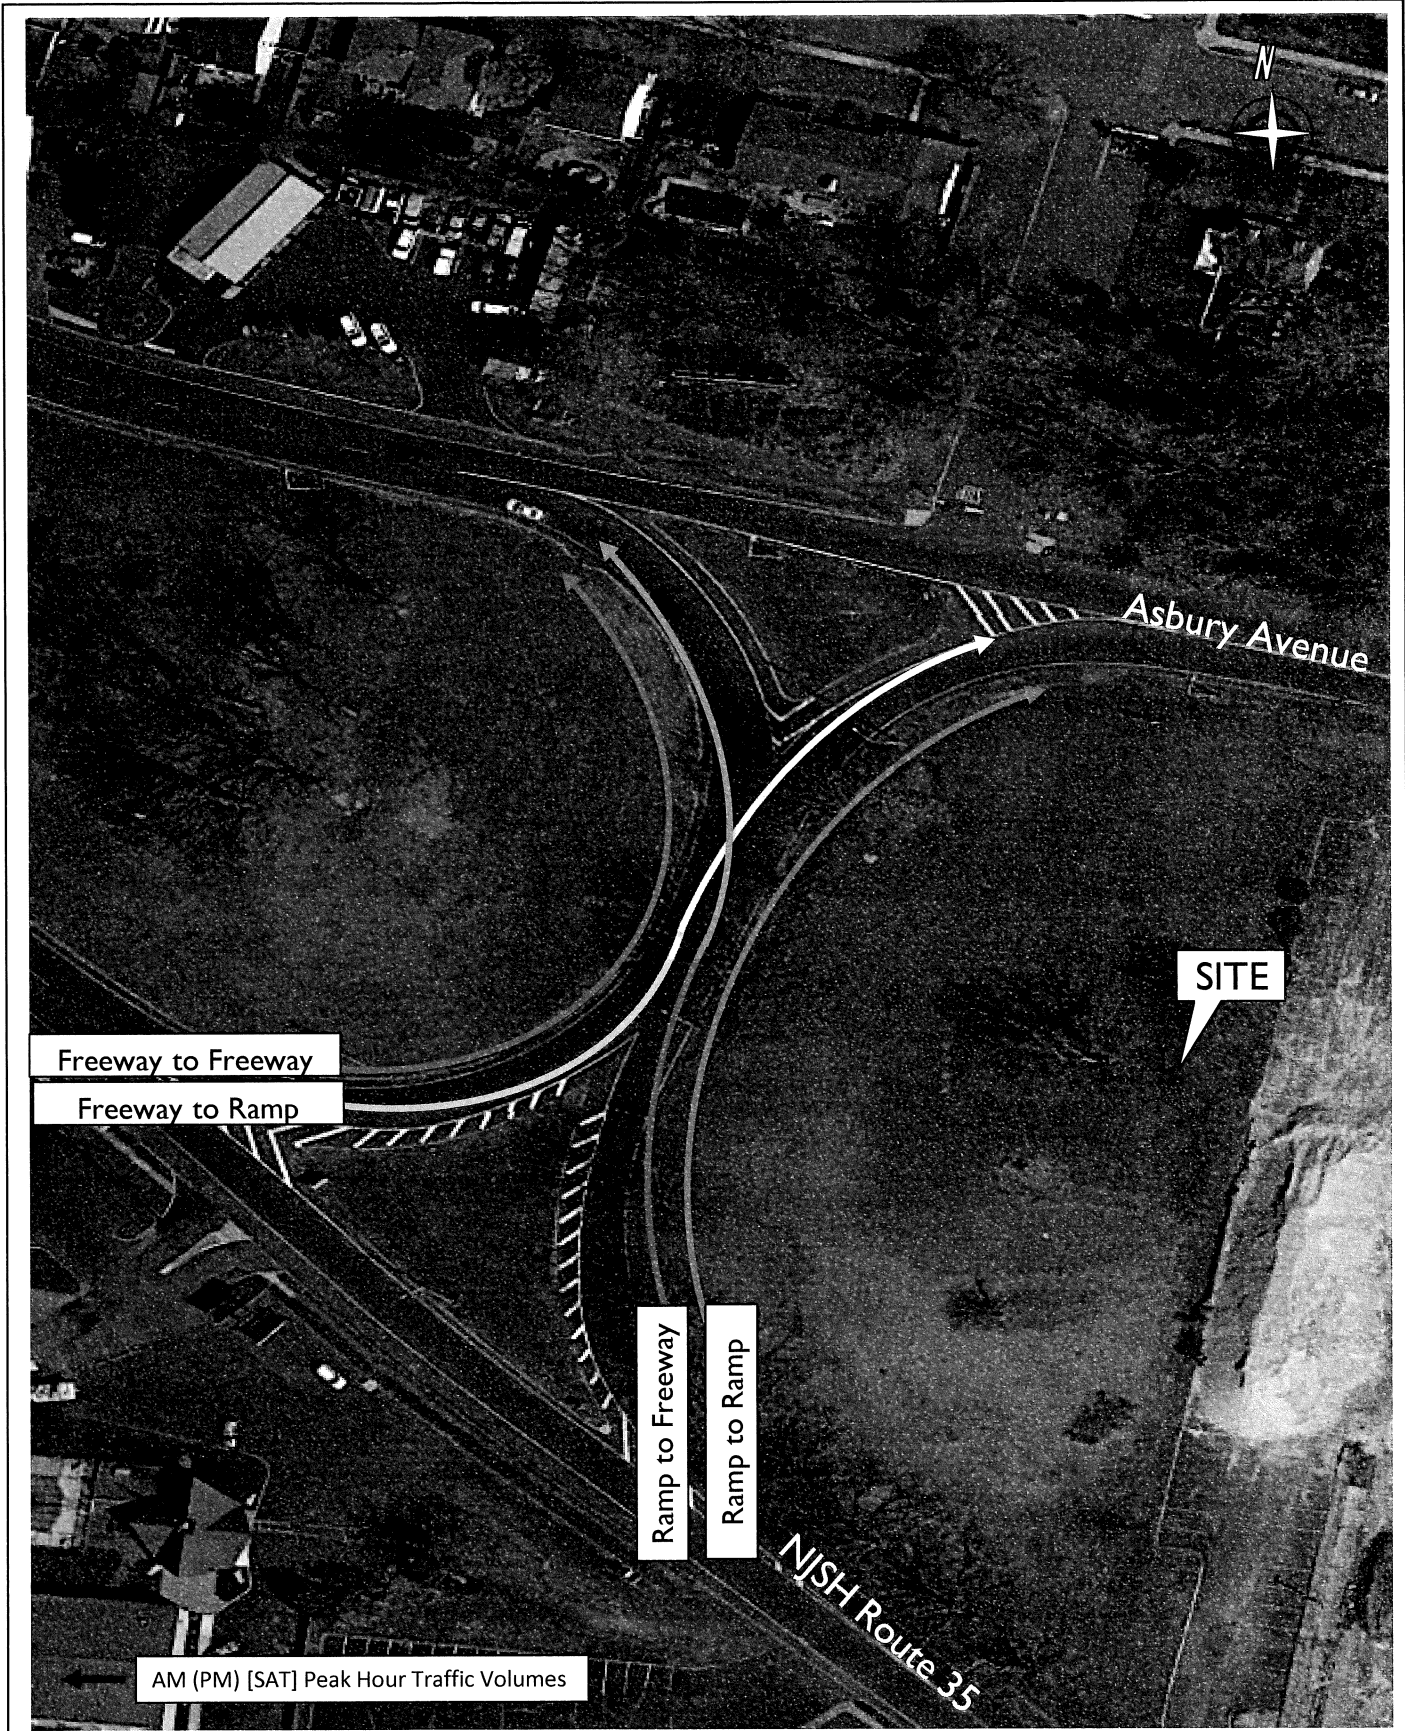 N
Asbury Avenue
SITE
Freeway to Freeway
Freeway to Ramp
Ramp to Freeway
Ramp to Ramp
NJSH Route 35
AM (PM) [SAT] Peak Hour Traffic Volumes